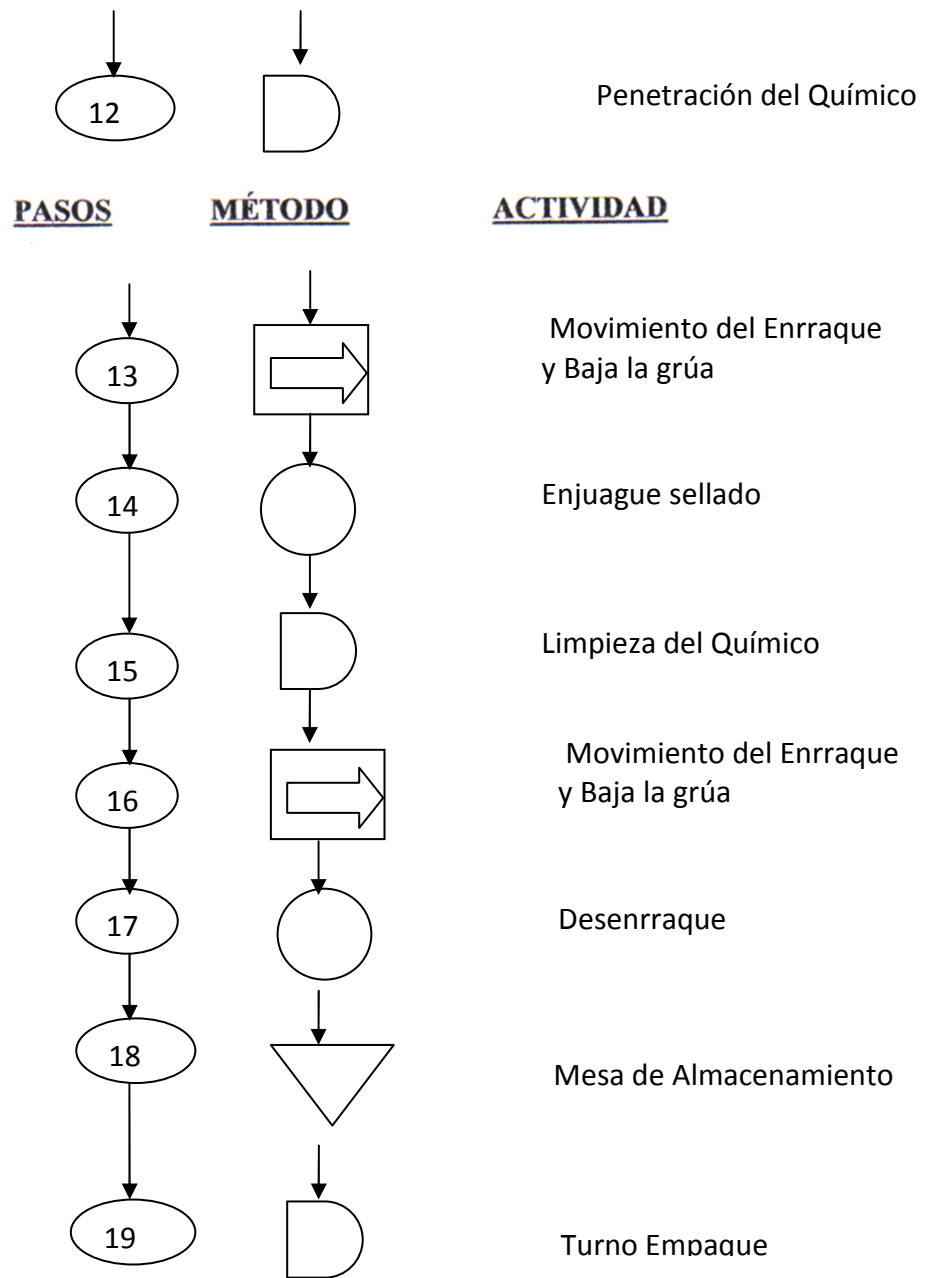 12 Penetración del Químico
PASOS MÉTODO ACTIVIDAD
13 Movimiento del Enrraque
y Baja la grúa
14 Enjuague sellado
15 Limpieza del Químico
16 Movimiento del Enrraque
y Baja la grúa
17 Desenrraque
18 Mesa de Almacenamiento
19 Turno Empaque